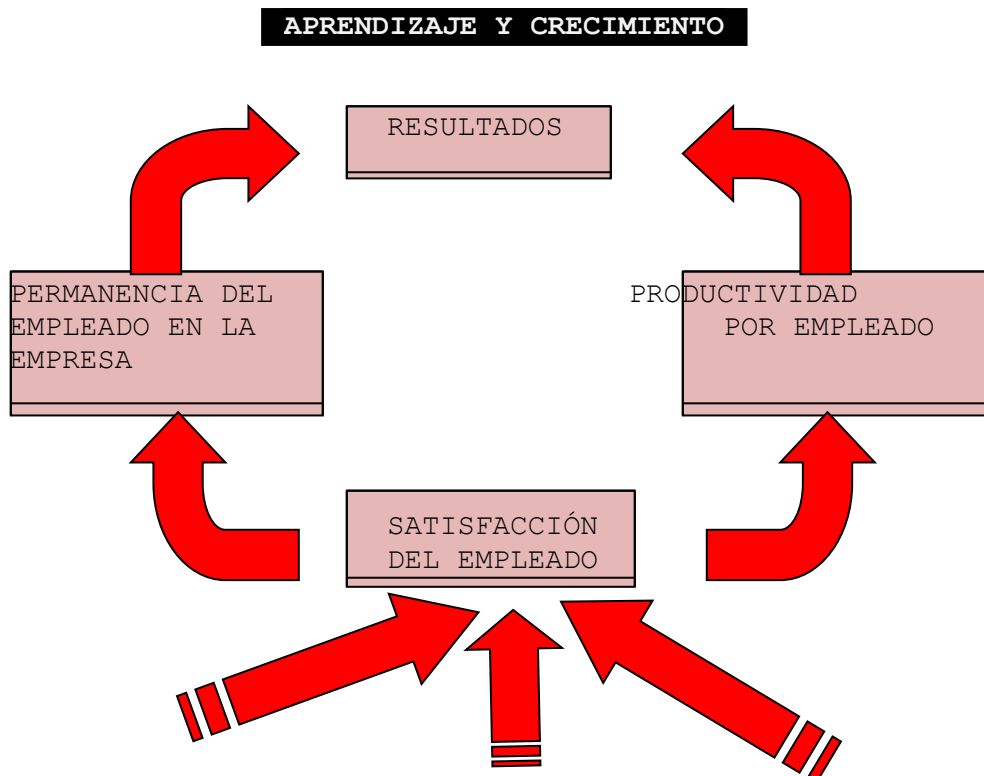 APRENDIZAJE Y CRECIMIENTO
RESULTADOS
PERMANENCIA DEL
EMPLEADO EN LA
EMPRESA
PRODUCTIVIDAD
POR EMPLEADO
SATISFACCIÓN
DEL EMPLEADO